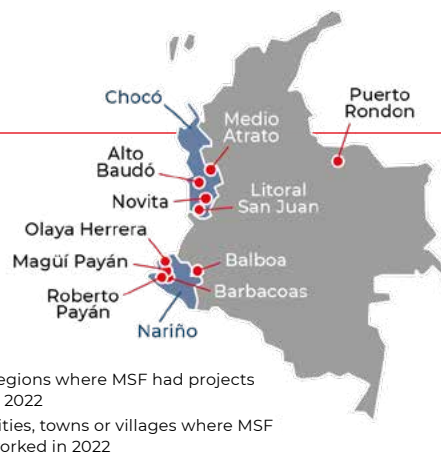 Chocó
Puerto
Rondon
Medio
Atrato
Alto
Baudó
Novita
Litoral
San Juan
Olaya Herrera
Magüí Payán
Balboa
Barbacoas
Roberto
Payán
Nariño
egions where MSF had projects
2022
ities, towns or villages where MSF
orked in 2022